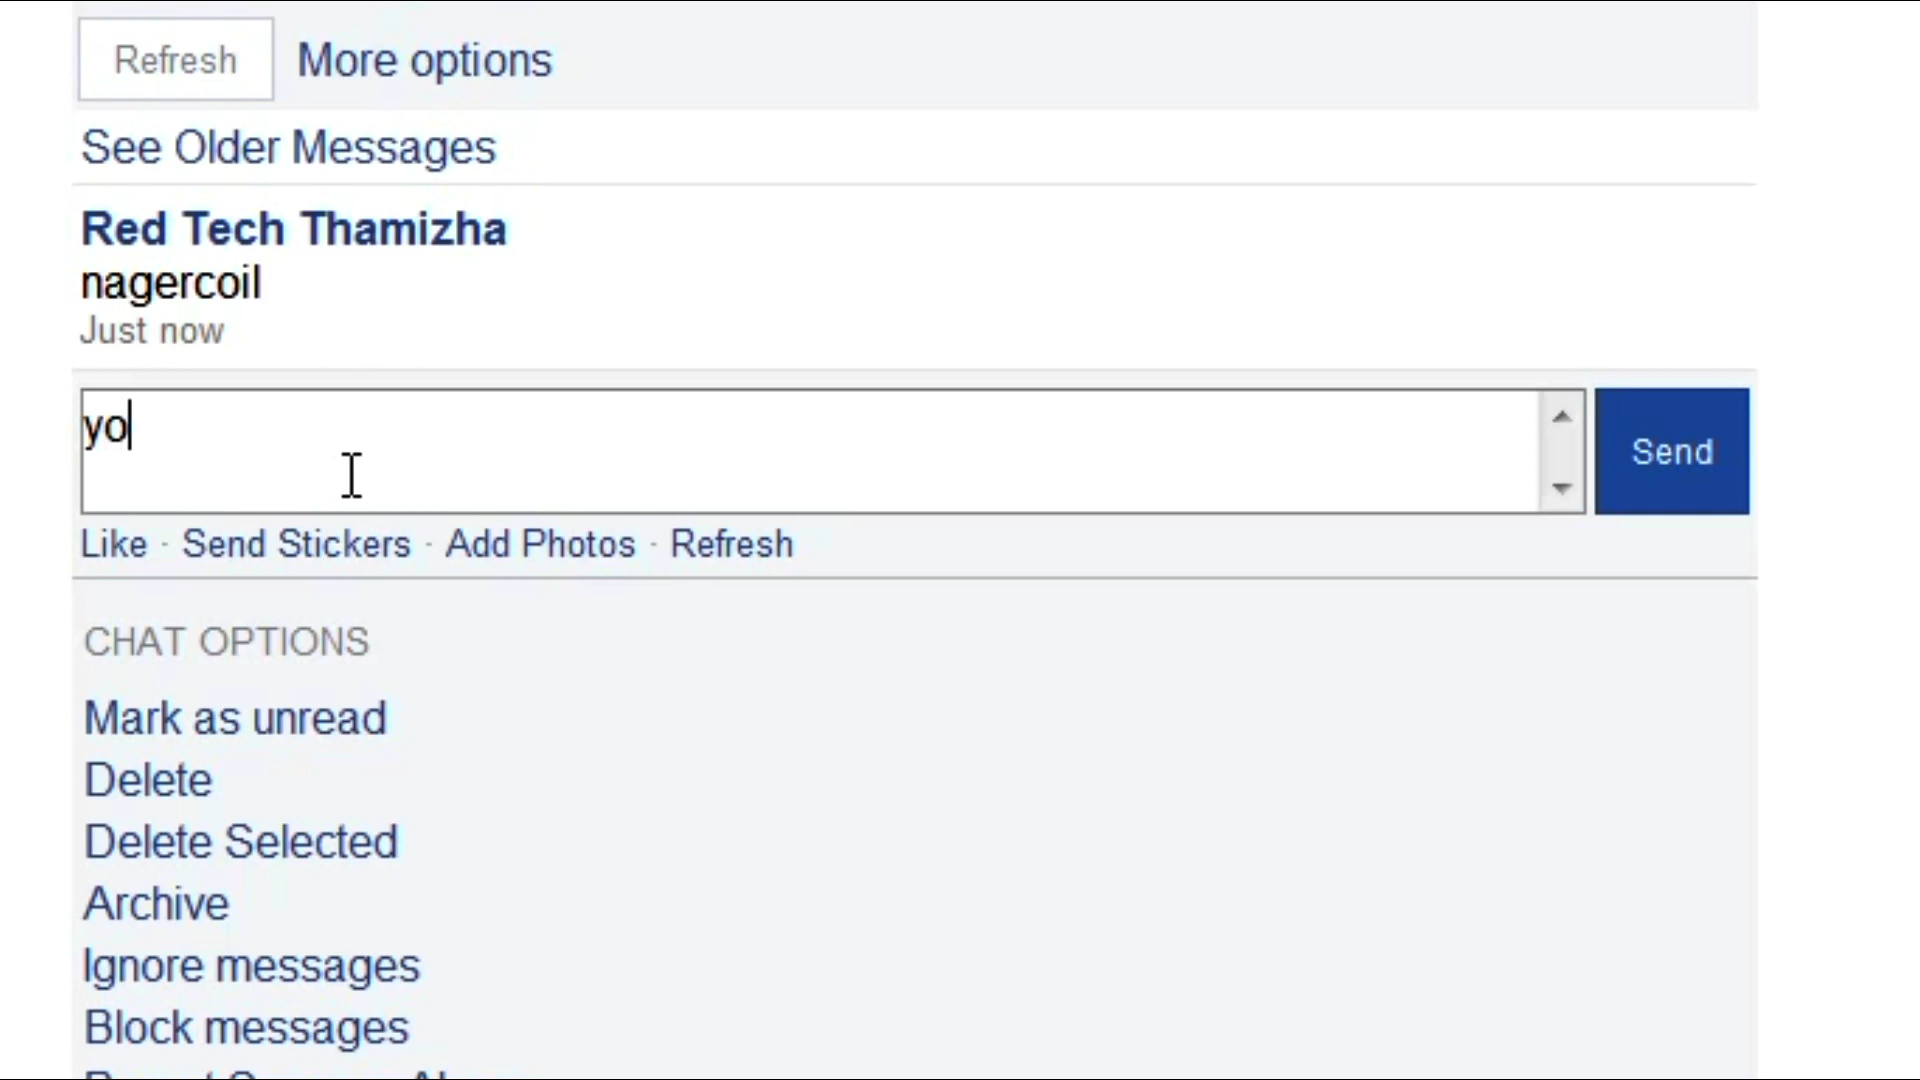 Refresh More options
See Older Messages
Red Tech Thamizha
nagercoil
Just now
yo
Send
Like · Send Stickers · Add Photos · Refresh
CHAT OPTIONS
Mark as unread
Delete
Delete Selected
Archive
Ignore messages
Block messages